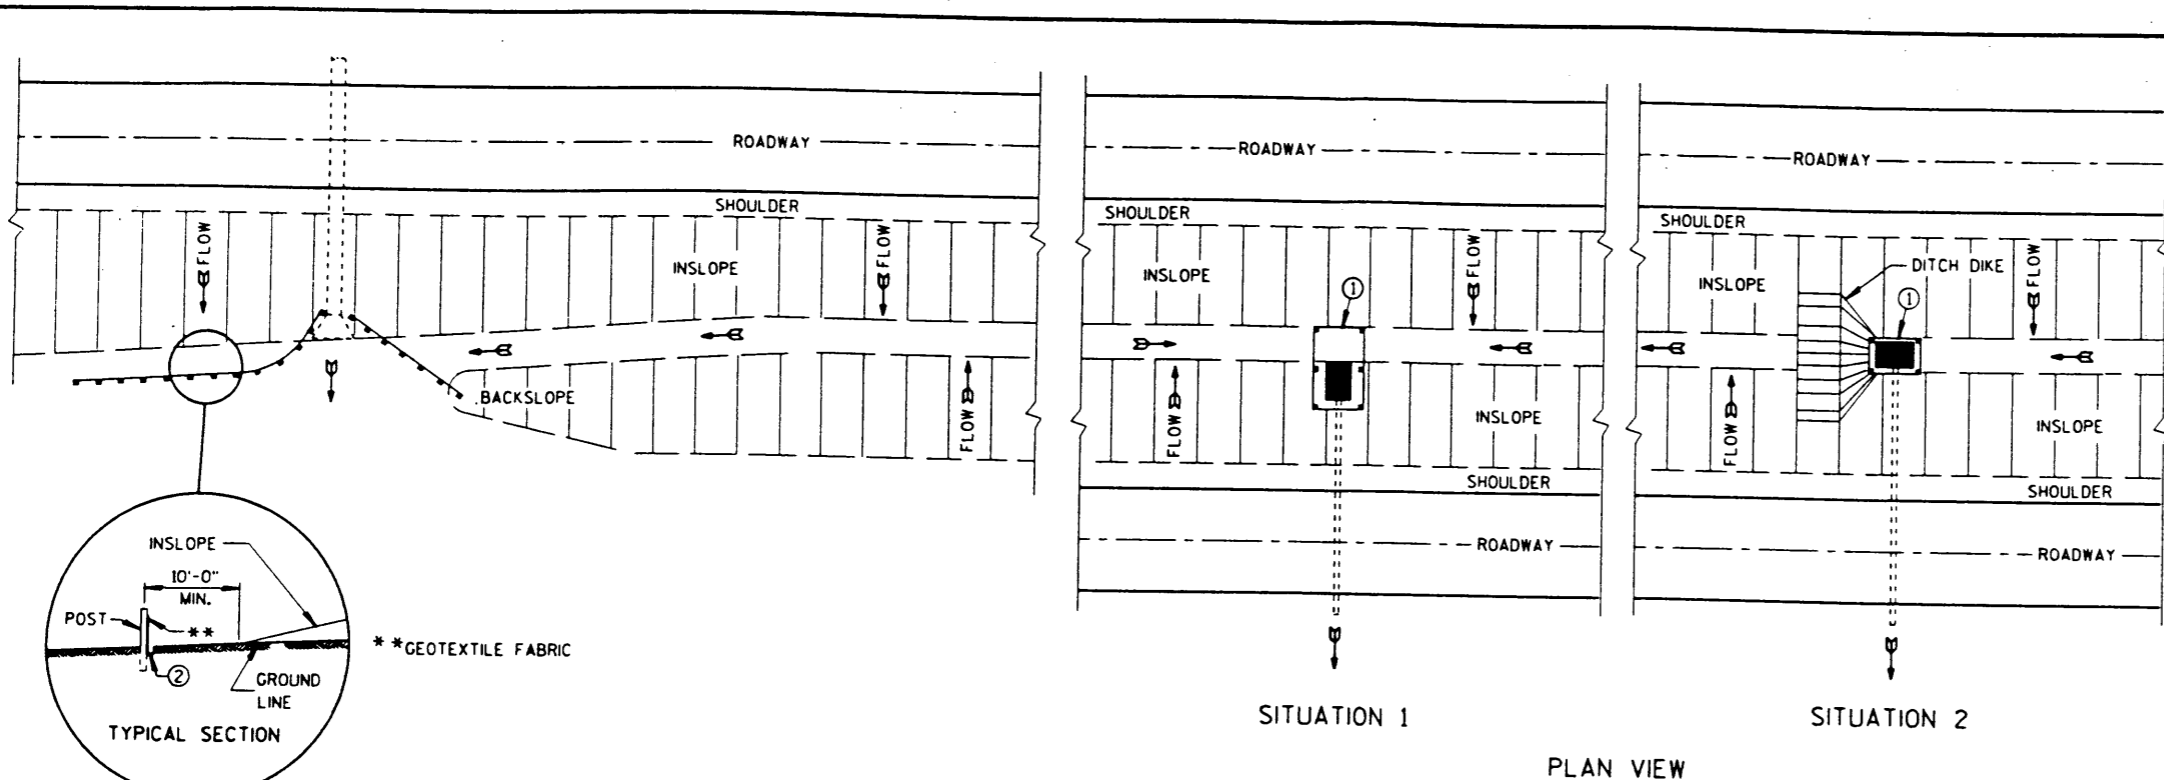 ROADWAY
SHOULDER
FLOW
INSLOPE
FLOW
BACKSLOPE
FLOW
INSLOPE
10'-0"
MIN.
POST
**
②
GROUND
LINE
TYPICAL SECTION
**GEOTEXTILE FABRIC
ROADWAY
SHOULDER
INSLOPE
①
FLOW
FLOW
INSLOPE
SHOULDER
ROADWAY
SITUATION 1
ROADWAY
SHOULDER
INSLOPE
DITCH DIKE
①
FLOW
FLOW
INSLOPE
SHOULDER
ROADWAY
SITUATION 2
PLAN VIEW